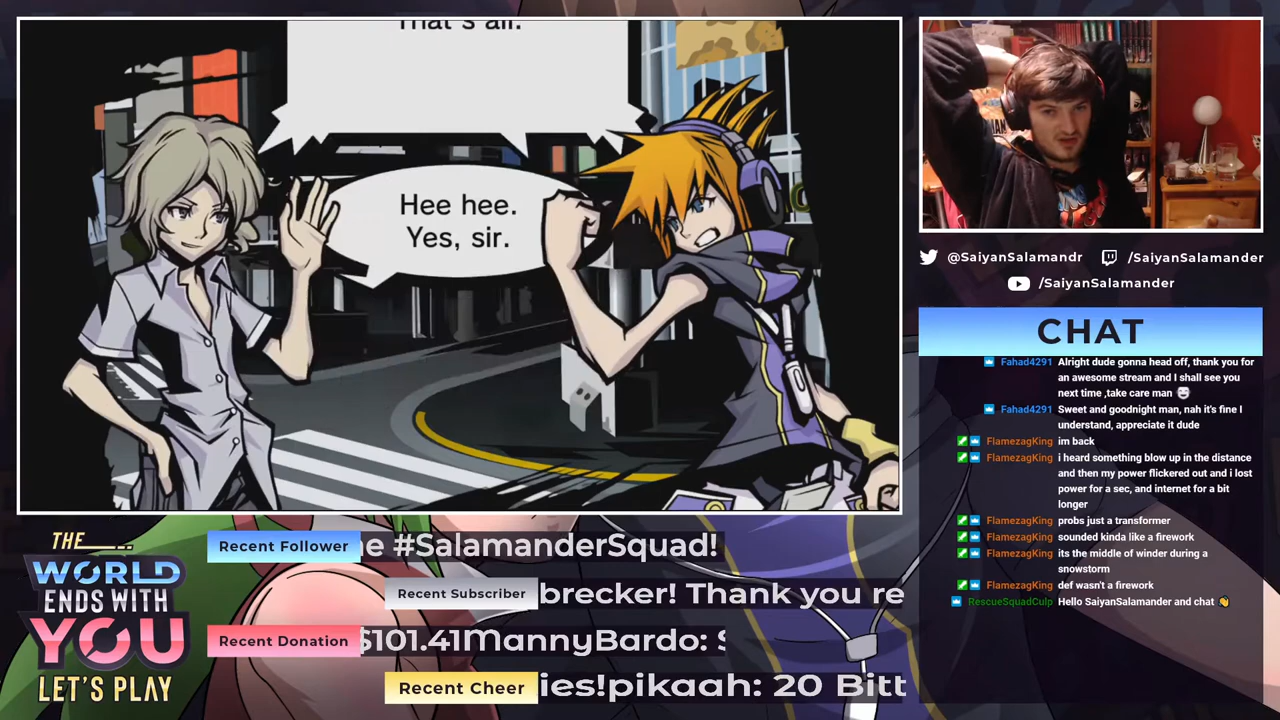 That's all.
Hee hee.
Yes, sir.
@SaiyanSalamandr
/SaiyanSalamander
/SaiyanSalamander
CHAT
Fahad4291 Alright dude gonna head off, thank you for
an awesome stream and I shall see you
next time ,take care man
Fahad4291 Sweet and goodnight man, nah it's fine I
understand, appreciate it dude
FlamezagKing im back
FlamezagKing i heard something blow up in the distance
and then my power flickered out and i lost
power for a sec, and internet for a bit
longer
FlamezagKing probs just a transformer
FlamezagKing sounded kinda like a firework
FlamezagKing its the middle of winder during a
snowstorm
FlamezagKing def wasn't a firework
RescueSquadCulp Hello SaiyanSalamander and chat
THE
WORLD
ENDS WITH
YOU
LET'S PLAY
Recent Follower e #SalamanderSquad!
Recent Subscriber brecker! Thank you re
Recent Donation $101.41MannyBardo: S
Recent Cheer ies!pikaah: 20 Bitt